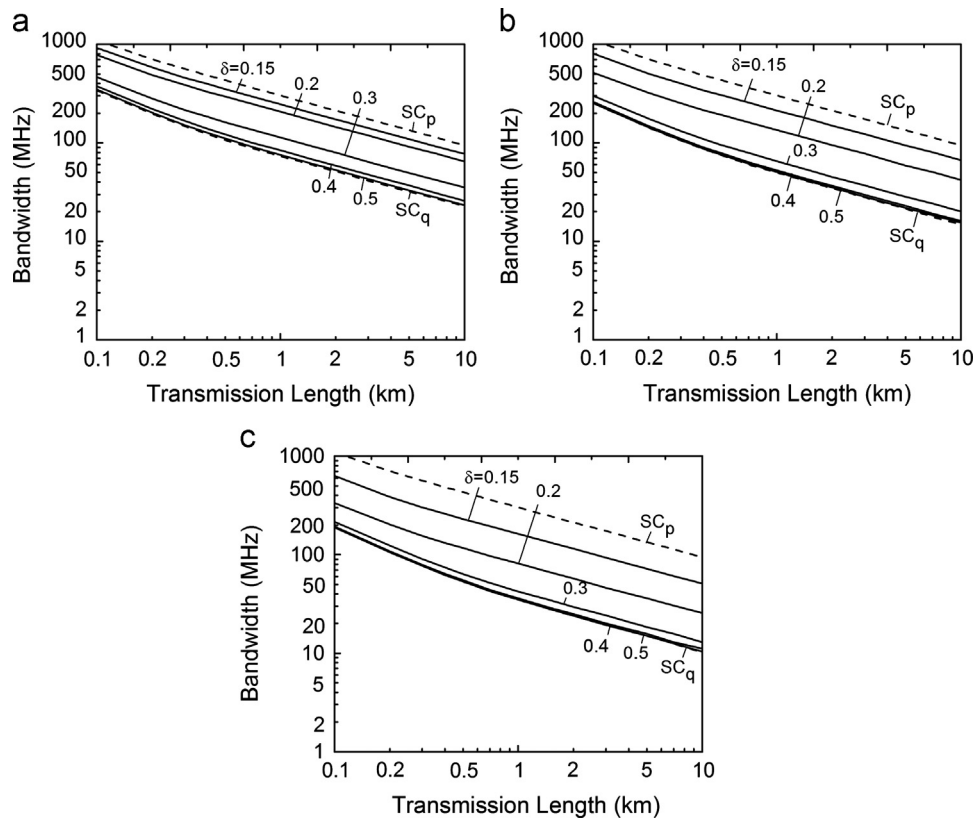 a
1000
500
200
100
50
20
10
5
2
1
Bandwidth (MHz)
δ=0.15
0.2
0.3
SCp
0.4
0.5
SCq
0.1 0.2 0.5 1 2 5 10
Transmission Length (km)
b
1000
500
200
100
50
20
10
5
2
1
Bandwidth (MHz)
δ=0.15
0.2
SCp
0.3
0.4
0.5
SCq
0.1 0.2 0.5 1 2 5 10
Transmission Length (km)
c
1000
500
200
100
50
20
10
5
2
1
Bandwidth (MHz)
δ=0.15
0.2
SCp
0.3
0.4
0.5
SCq
0.1 0.2 0.5 1 2 5 10
Transmission Length (km)